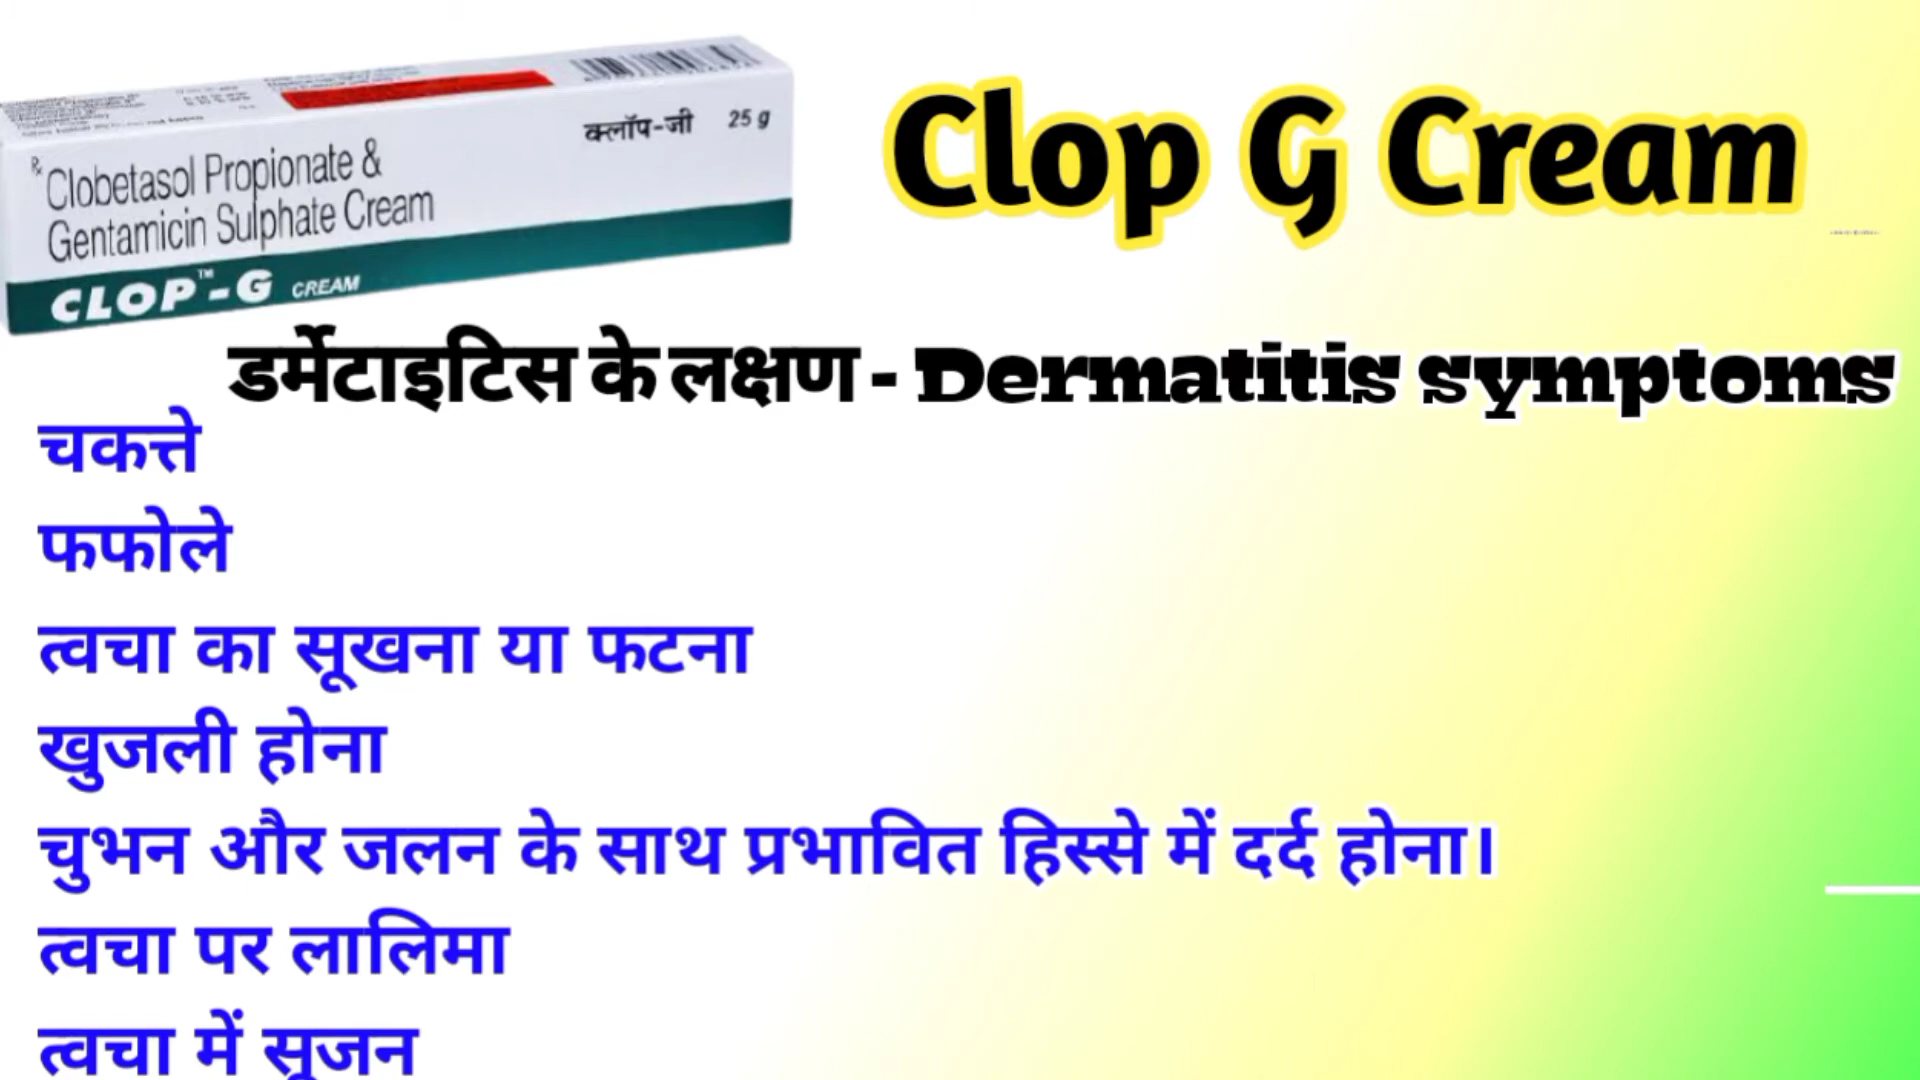 क्लॉप-जी 25 g
℞ Clobetasol Propionate &
Gentamicin Sulphate Cream
CLOP™-G CREAM
Clop G Cream
डर्मेटाइटिस के लक्षण - Dermatitis symptoms
चकत्ते
फफोले
त्वचा का सूखना या फटना
खुजली होना
चुभन और जलन के साथ प्रभावित हिस्से में दर्द होना।
त्वचा पर लालिमा
त्वचा में सूजन